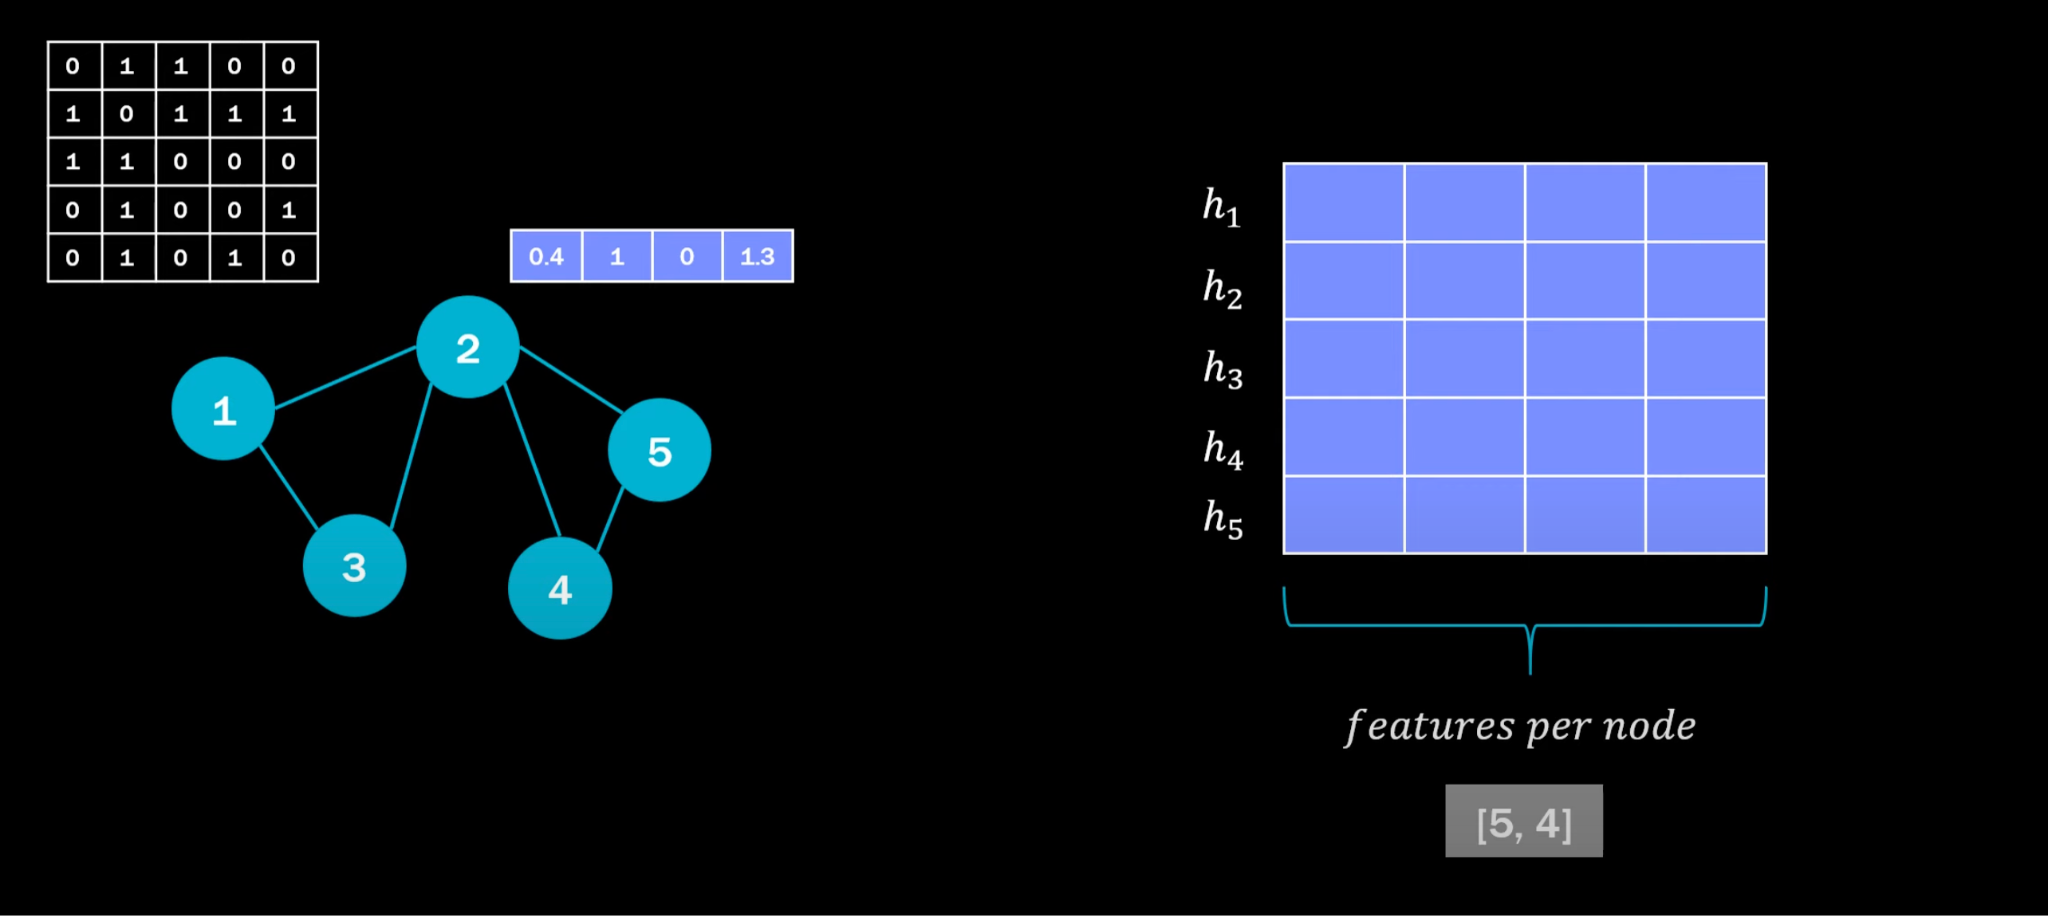 0 1 1 0 0
1 0 1 1 1
1 1 0 0 0
0 1 0 0 1
0 1 0 1 0
0.4 1 0 1.3
1
2
3
4
5
h₁
h₂
h₃
h₄
h₅
features per node
[5, 4]